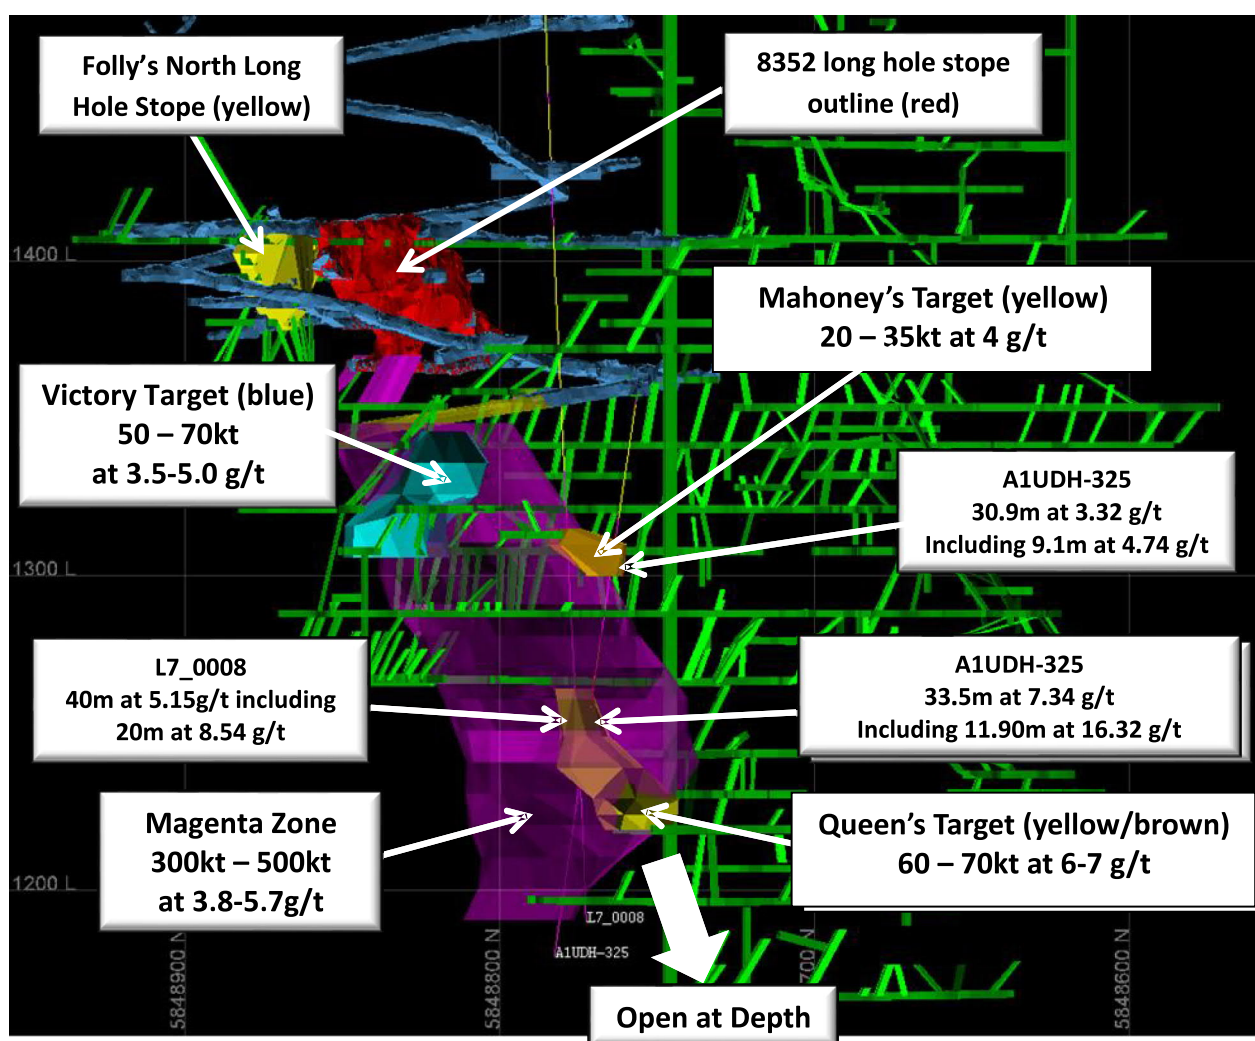 Folly’s North Long
Hole Stope (yellow)
8352 long hole stope
outline (red)
1400 L
Mahoney’s Target (yellow)
20 – 35kt at 4 g/t
Victory Target (blue)
50 – 70kt
at 3.5-5.0 g/t
A1UDH-325
30.9m at 3.32 g/t
Including 9.1m at 4.74 g/t
1300 L
L7_0008
40m at 5.15g/t including
20m at 8.54 g/t
A1UDH-325
33.5m at 7.34 g/t
Including 11.90m at 16.32 g/t
Magenta Zone
300kt – 500kt
at 3.8-5.7g/t
Queen’s Target (yellow/brown)
60 – 70kt at 6-7 g/t
1200 L
L7_0008
A1UDH-325
5848900 N
5848800 N
700 N
5848600 N
Open at Depth